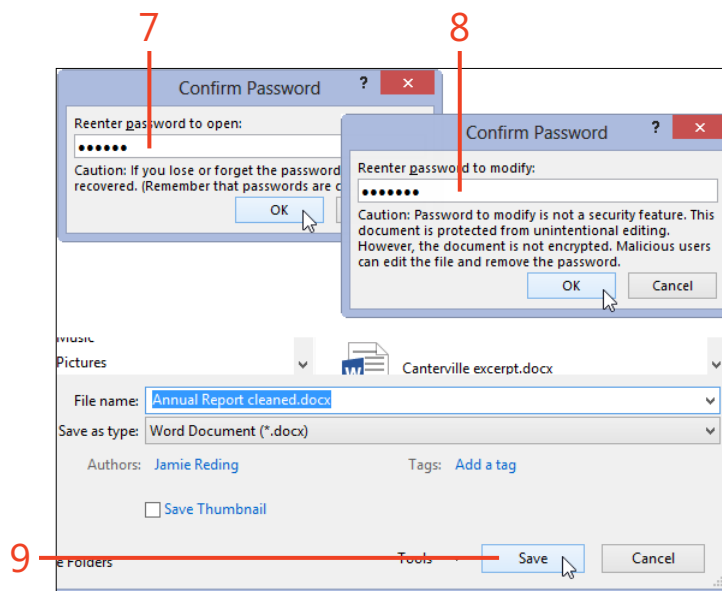 7
8
Confirm Password ? ×
Reenter password to open:
••••••
Caution: If you lose or forget the password
recovered. (Remember that passwords are c
OK
Confirm Password ? ×
Reenter password to modify:
•••••••
Caution: Password to modify is not a security feature. This
document is protected from unintentional editing.
However, the document is not encrypted. Malicious users
can edit the file and remove the password.
OK Cancel
Music
Pictures
Canterville excerpt.docx
File name: Annual Report cleaned.docx
Save as type: Word Document (*.docx)
Authors: Jamie Reding Tags: Add a tag
Save Thumbnail
9
e Folders Tools Save Cancel